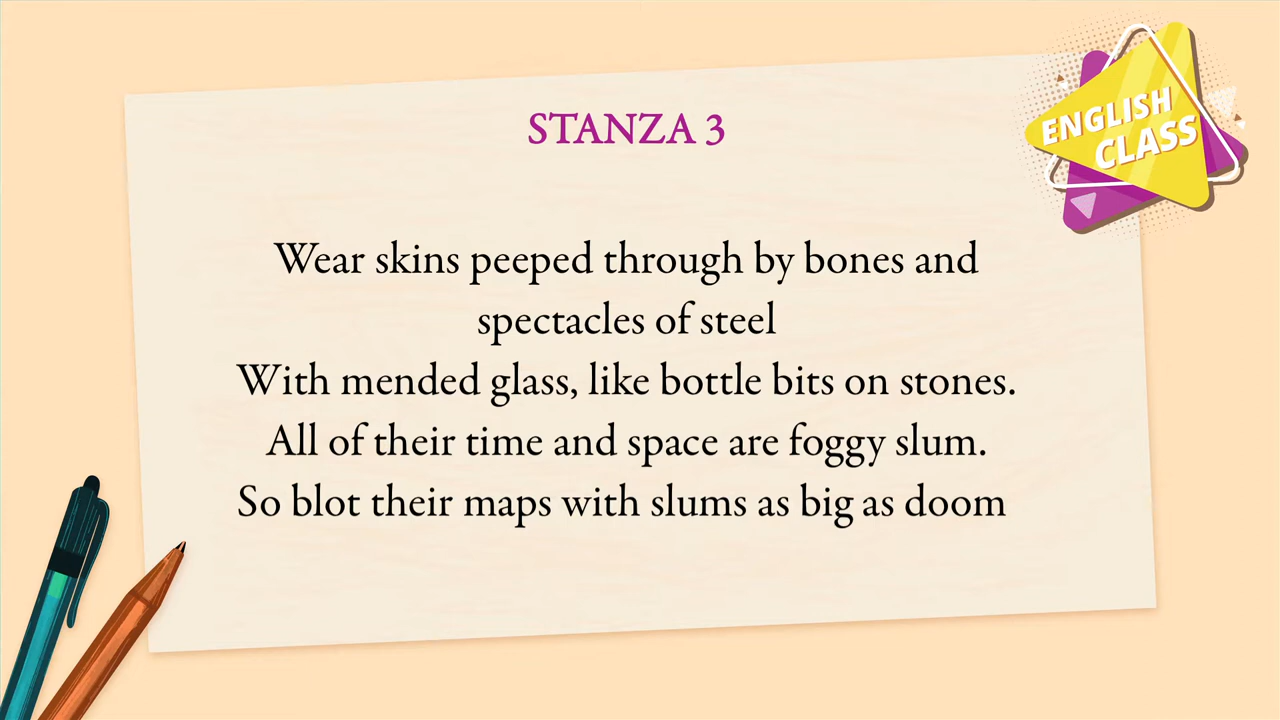 ENGLISH
CLASS
STANZA 3
Wear skins peeped through by bones and
spectacles of steel
With mended glass, like bottle bits on stones.
All of their time and space are foggy slum.
So blot their maps with slums as big as doom